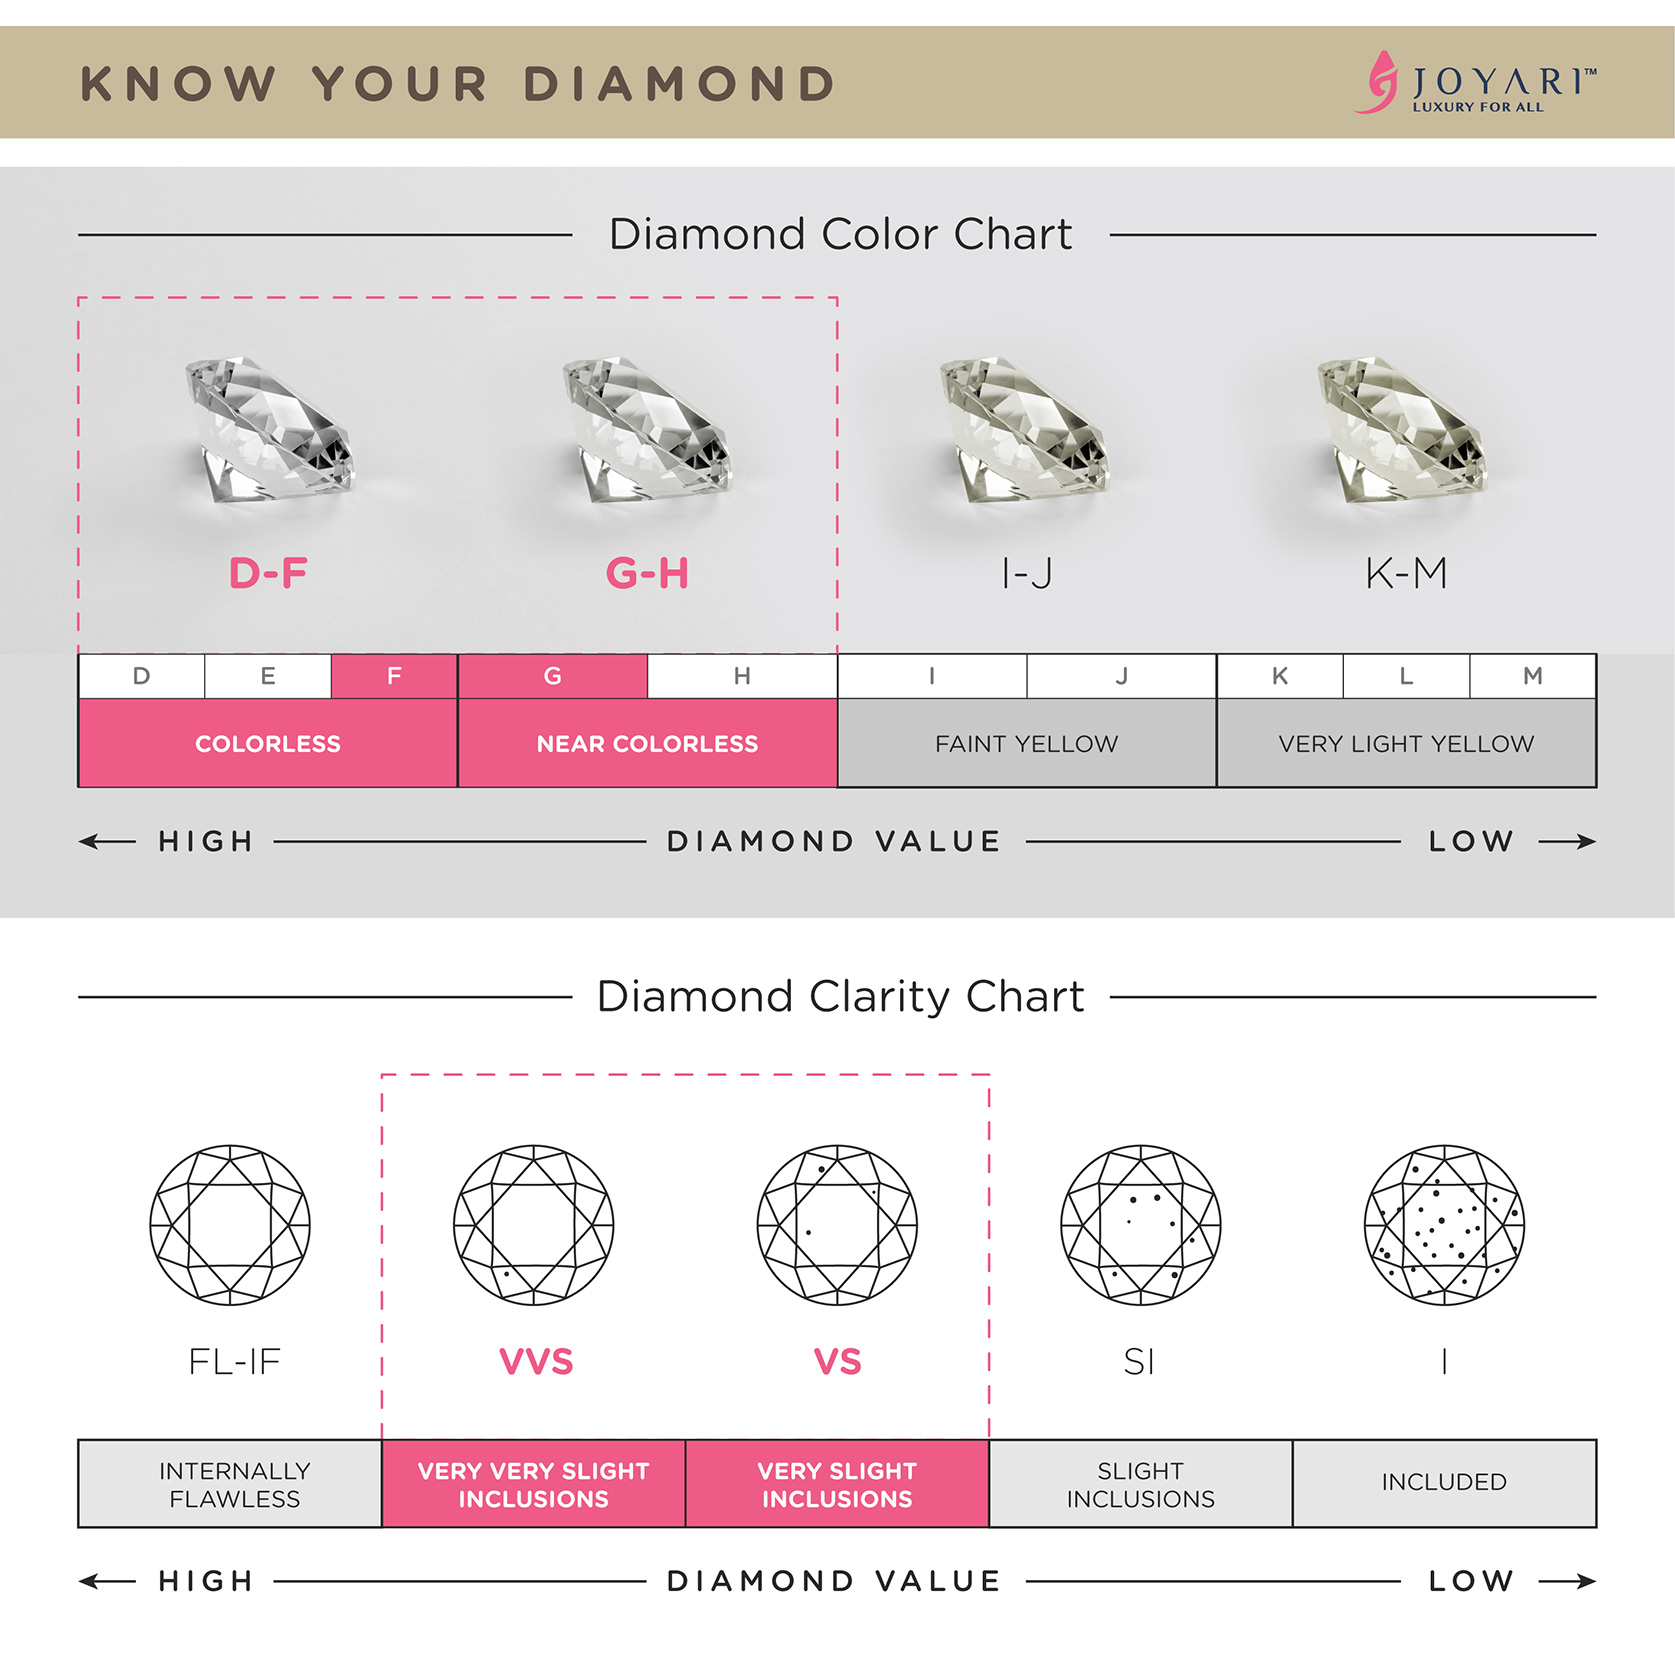 KNOW YOUR DIAMOND
JOYARI™
LUXURY FOR ALL
Diamond Color Chart
D-F G-H I-J K-M
D E F G H I J K L M
COLORLESS NEAR COLORLESS FAINT YELLOW VERY LIGHT YELLOW
HIGH DIAMOND VALUE LOW
Diamond Clarity Chart
FL-IF VVS VS SI I
INTERNALLY
FLAWLESS
VERY VERY SLIGHT
INCLUSIONS
VERY SLIGHT
INCLUSIONS
SLIGHT
INCLUSIONS
INCLUDED
HIGH DIAMOND VALUE LOW